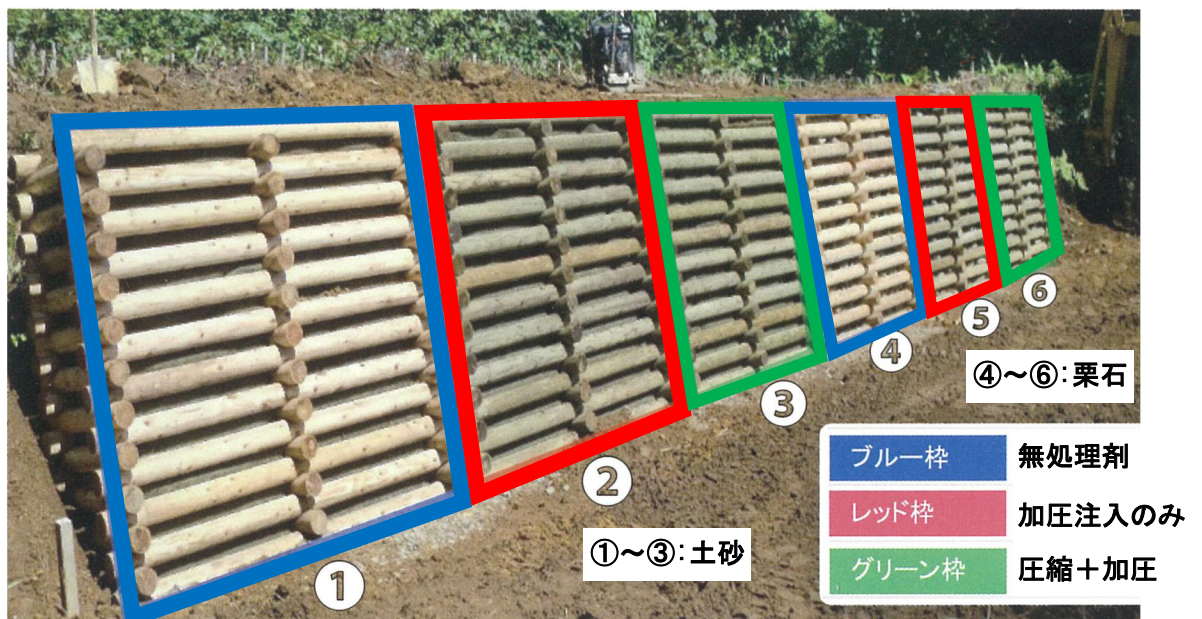 ①
②
③
④
⑤
⑥
①～③：土砂
④～⑥：栗石
ブルー枠 無処理剤
レッド枠 加圧注入のみ
グリーン枠 圧縮＋加圧